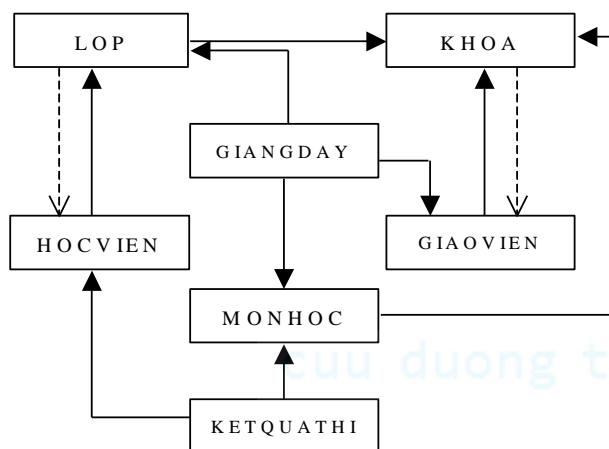 LOP
KHOA
GIANGDAY
HOCVIEN
GIAOVIEN
MONHOC
cuu duong t
KETQUATHI